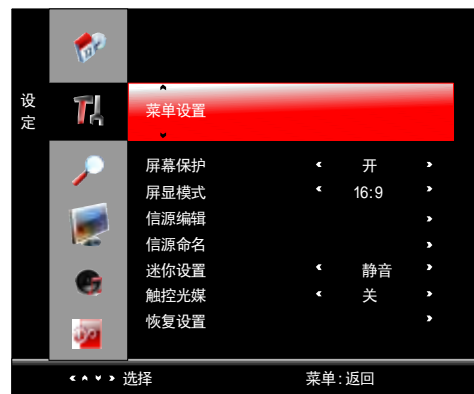 设定
菜单设置
屏幕保护 开
屏显模式 16:9
信源编辑
信源命名
迷你设置 静音
触控光媒 关
恢复设置
选择 菜单:返回